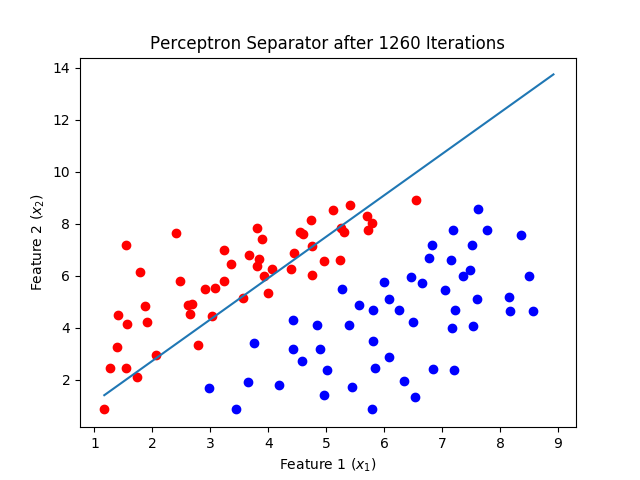 Perceptron Separator after 1260 Iterations
14
12
10
8
6
4
2
Feature 2 (x₂)
1 2 3 4 5 6 7 8 9
Feature 1 (x₁)